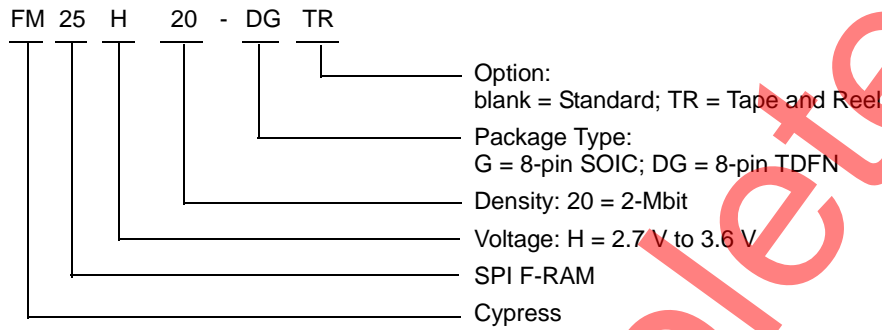 FM 25 H 20 - DG TR
Option:
blank = Standard; TR = Tape and Reel
Package Type:
G = 8-pin SOIC; DG = 8-pin TDFN
Density: 20 = 2-Mbit
Voltage: H = 2.7 V to 3.6 V
SPI F-RAM
Cypress